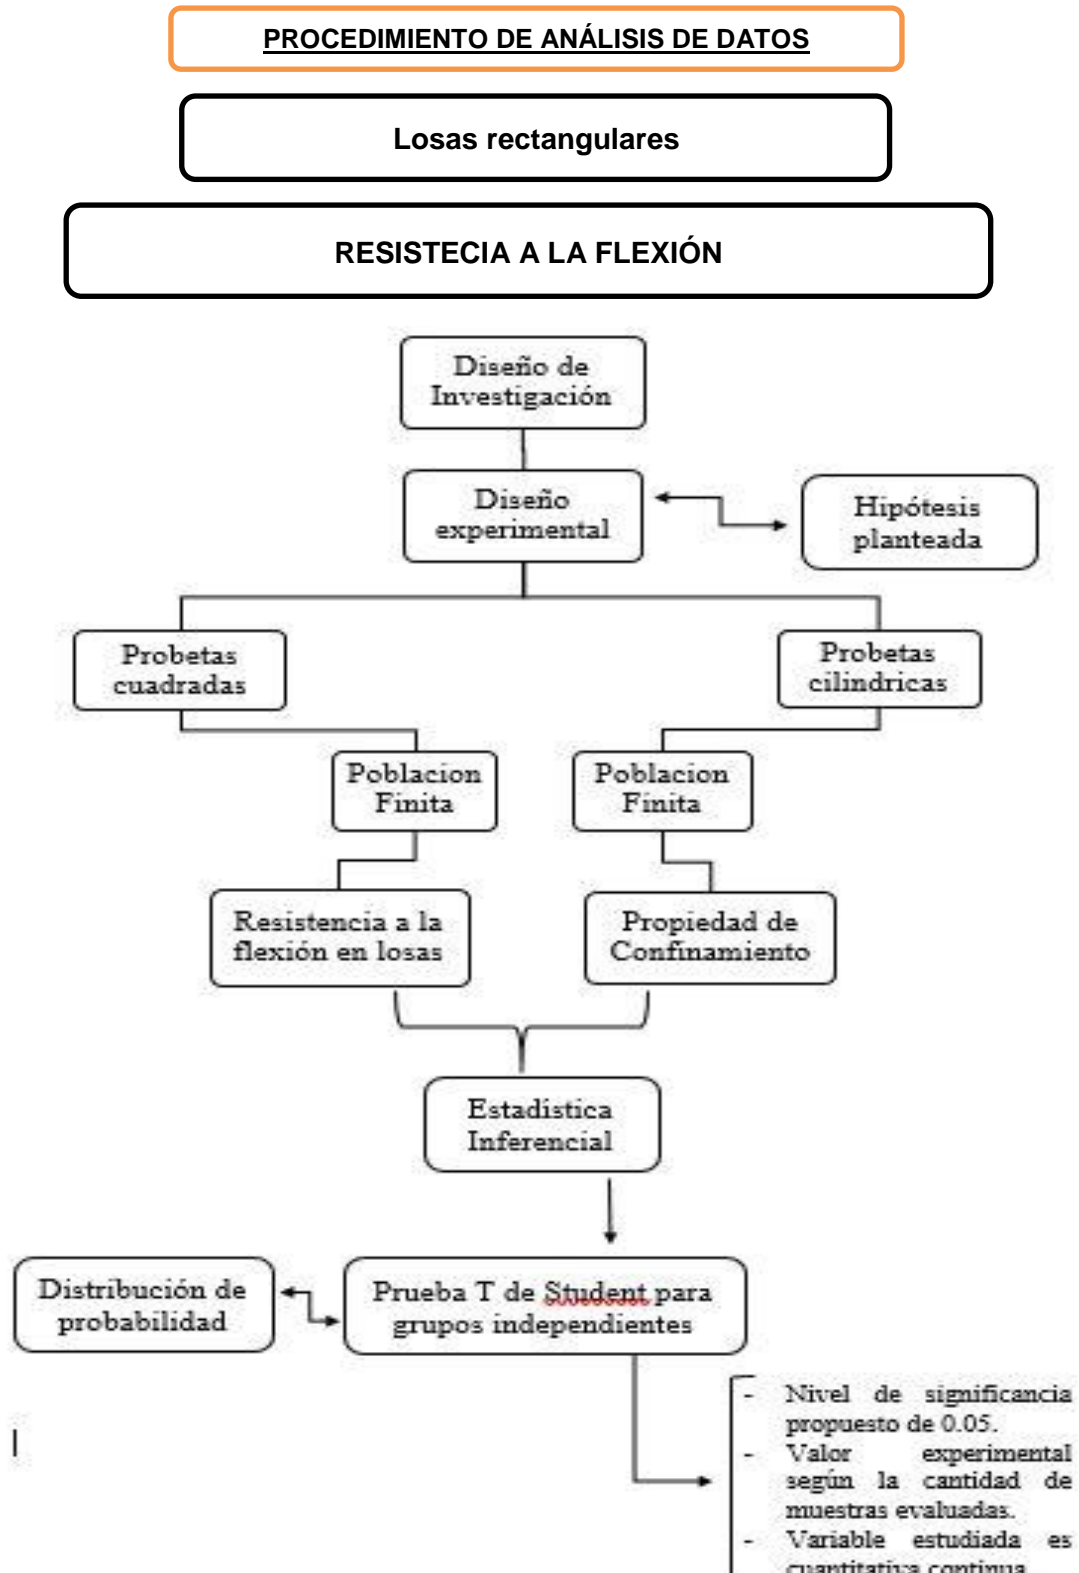 PROCEDIMIENTO DE ANÁLISIS DE DATOS
Losas rectangulares
RESISTECIA A LA FLEXIÓN
Diseño de
Investigación
Diseño
experimental
Hipótesis
planteada
Probetas
cuadradas
Probetas
cilindricas
Poblacion
Finita
Poblacion
Finita
Resistencia a la
flexión en losas
Propiedad de
Confinamiento
Estadística
Inferencial
Distribución de
probabilidad
Prueba T de Student para
grupos independientes
- Nivel de significancia
propuesto de 0.05.
- Valor experimental
según la cantidad de
muestras evaluadas.
- Variable estudiada es
cuantitativa continua